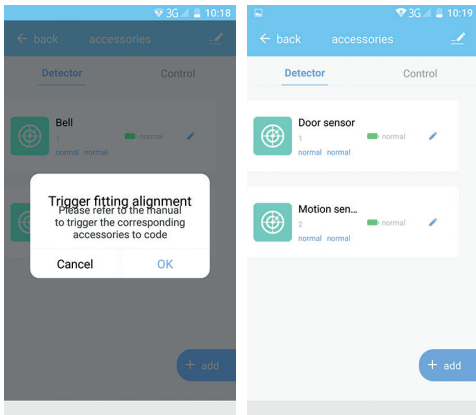 3G 10:18
back accessories
Detector Control
Bell
1 normal
normal normal
Trigger fitting alignment
Please refer to the manual
to trigger the corresponding
accessories to code
Cancel OK
+ add
3G 10:19
back accessories
Detector Control
Door sensor
1 normal
normal normal
Motion sen...
2 normal
normal normal
+ add